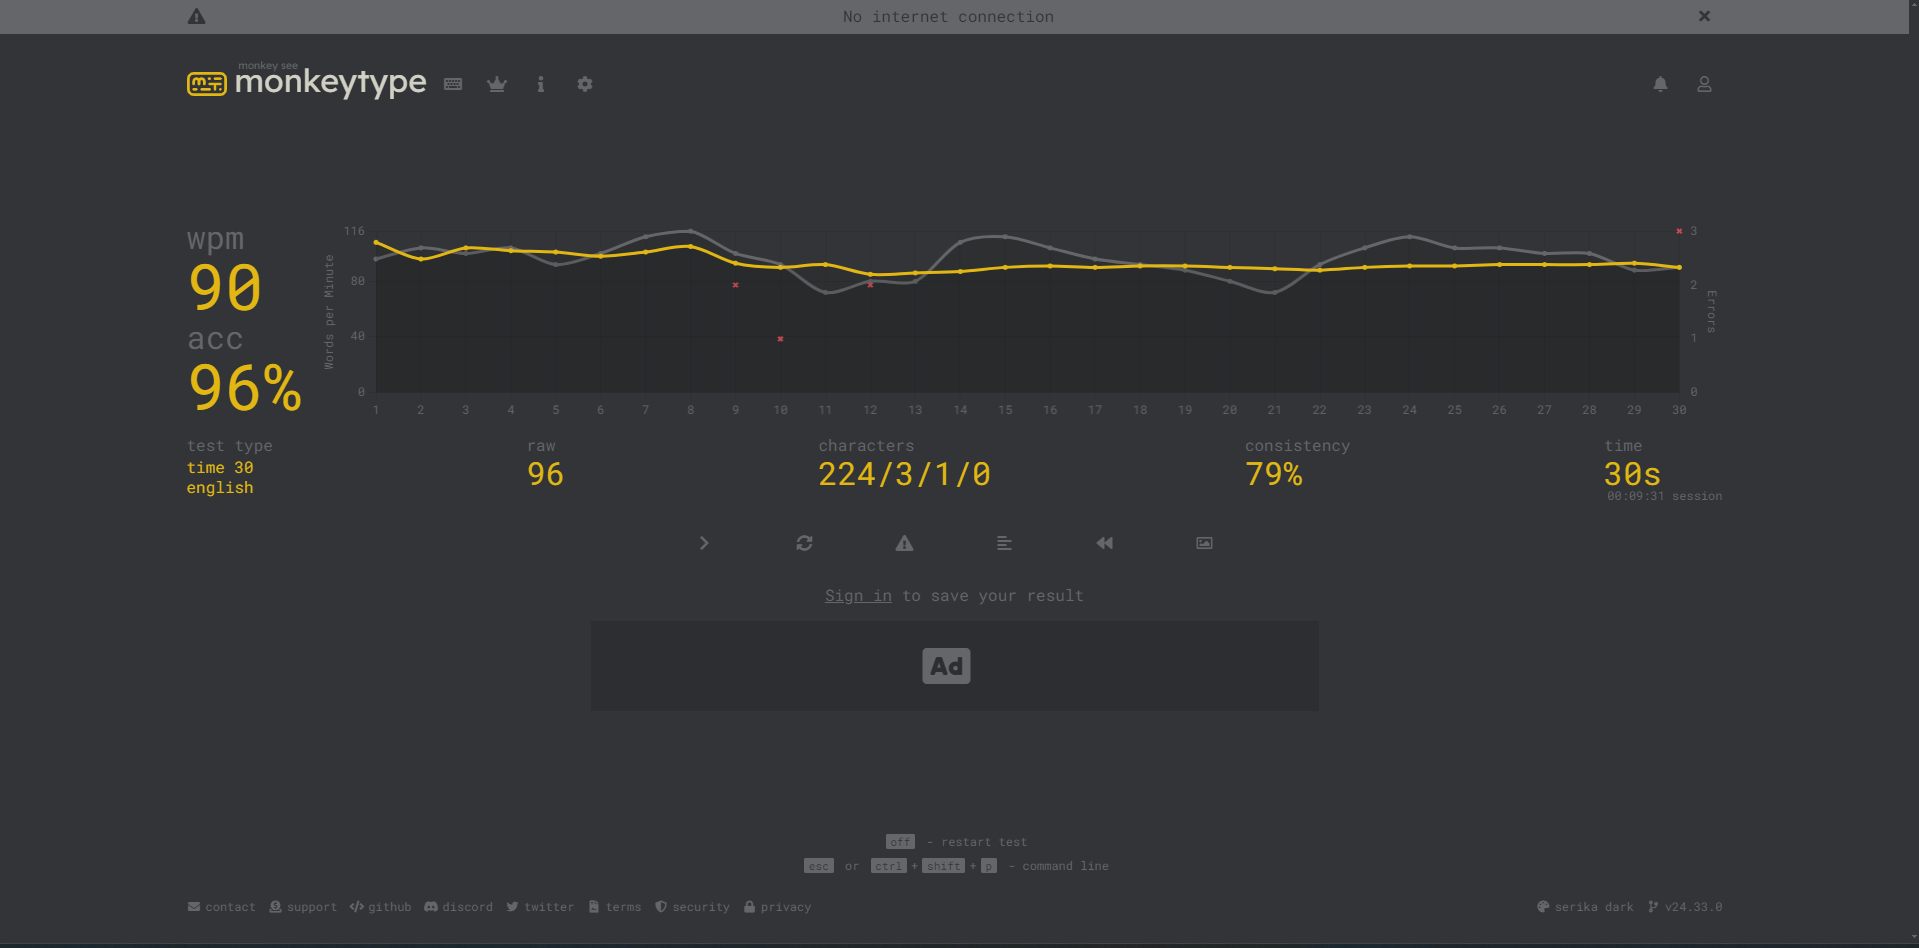 No internet connection
monkey see
monkeytype
wpm
90
acc
96%
Words per Minute
116
80
40
0
3
2
1
0
Errors
1 2 3 4 5 6 7 8 9 10 11 12 13 14 15 16 17 18 19 20 21 22 23 24 25 26 27 28 29 30
test type
time 30
english
raw
96
characters
224/3/1/0
consistency
79%
time
30s
00:09:31 session
Sign in to save your result
Ad
off - restart test
esc or ctrl + shift + p - command line
contact support github discord twitter terms security privacy serika dark v24.33.0